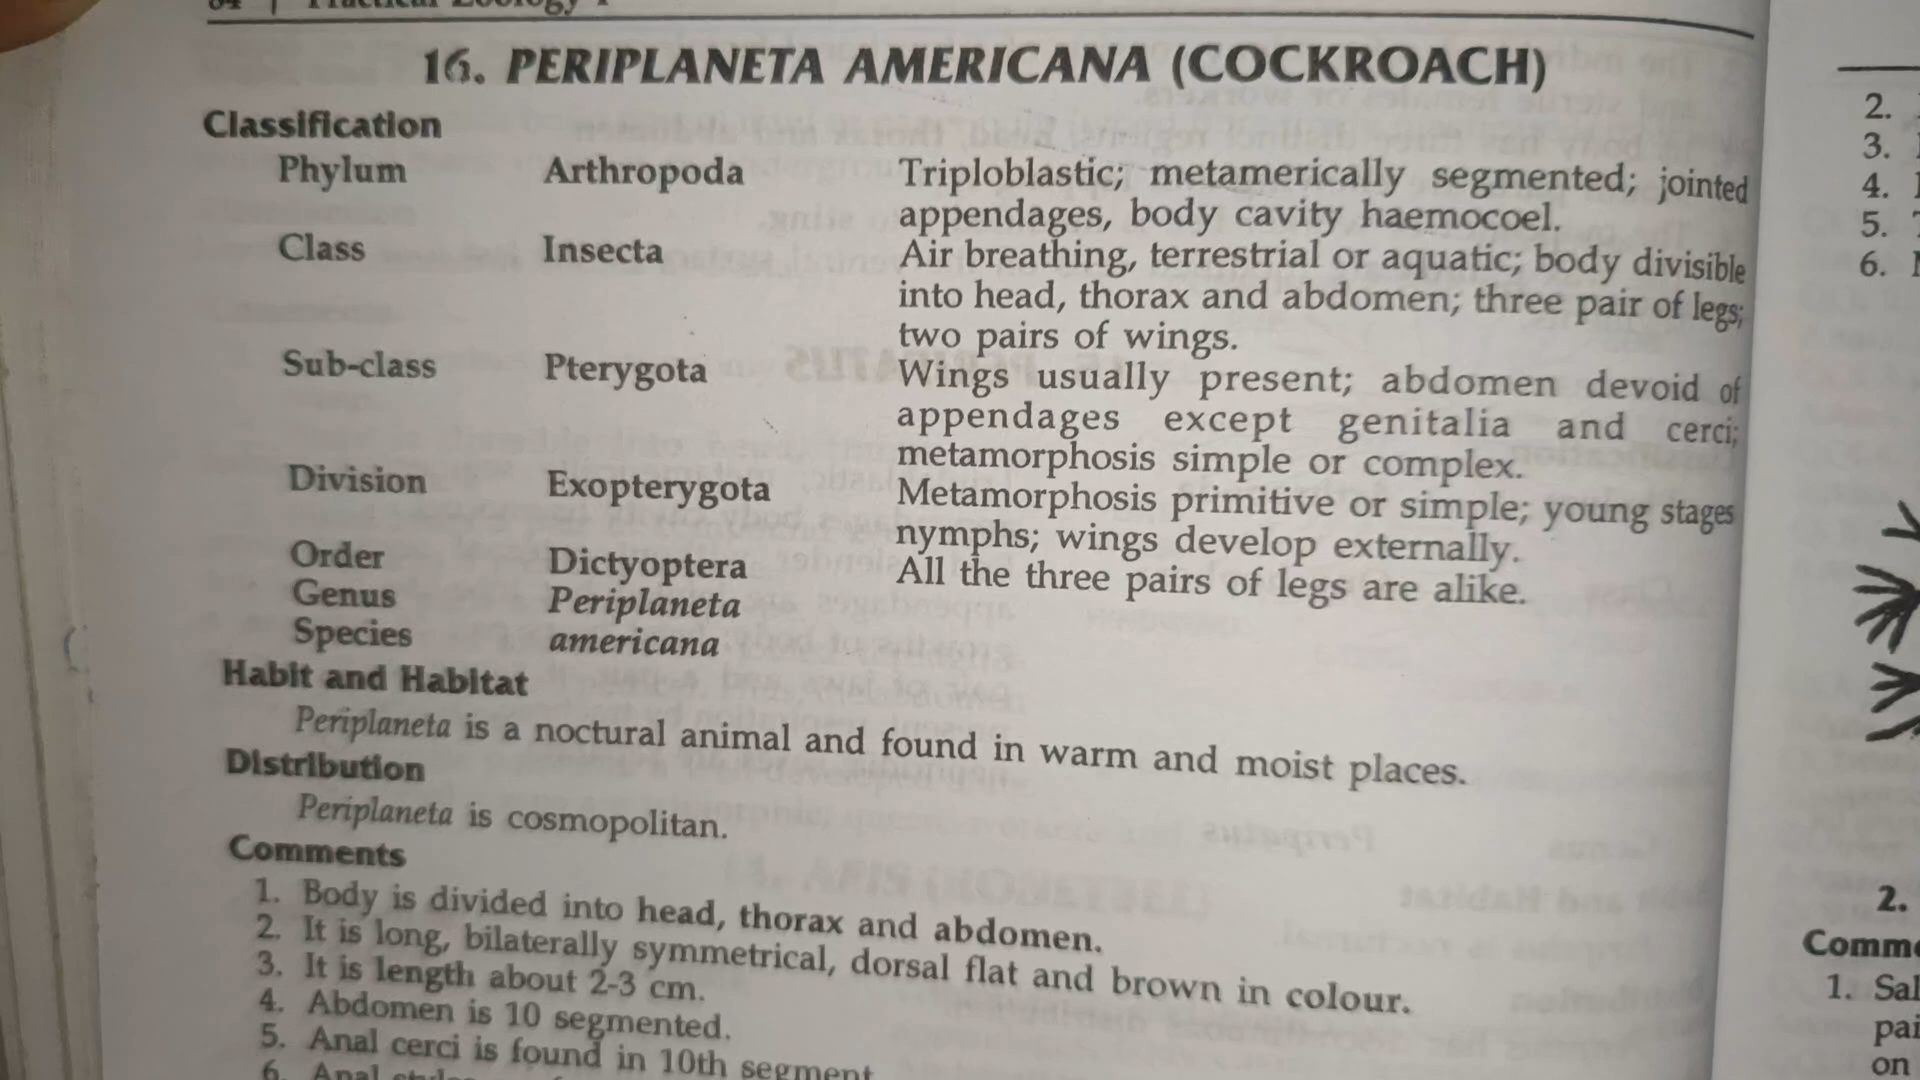 16. PERIPLANETA AMERICANA (COCKROACH)
Classification
Phylum Arthropoda Triploblastic; metamerically segmented; jointed
appendages, body cavity haemocoel.
Class Insecta Air breathing, terrestrial or aquatic; body divisible
into head, thorax and abdomen; three pair of legs;
two pairs of wings.
Sub-class Pterygota Wings usually present; abdomen devoid of
appendages except genitalia and cerci;
metamorphosis simple or complex.
Division Exopterygota Metamorphosis primitive or simple; young stages
nymphs; wings develop externally.
Order Dictyoptera All the three pairs of legs are alike.
Genus Periplaneta
Species americana
Habit and Habitat
Periplaneta is a noctural animal and found in warm and moist places.
Distribution
Periplaneta is cosmopolitan.
Comments
1. Body is divided into head, thorax and abdomen.
2. It is long, bilaterally symmetrical, dorsal flat and brown in colour.
3. It is length about 2-3 cm.
4. Abdomen is 10 segmented.
5. Anal cerci is found in 10th segment
6. Anal
2.
3.
4.
5.
6.
2.
1. Sal
pai
on